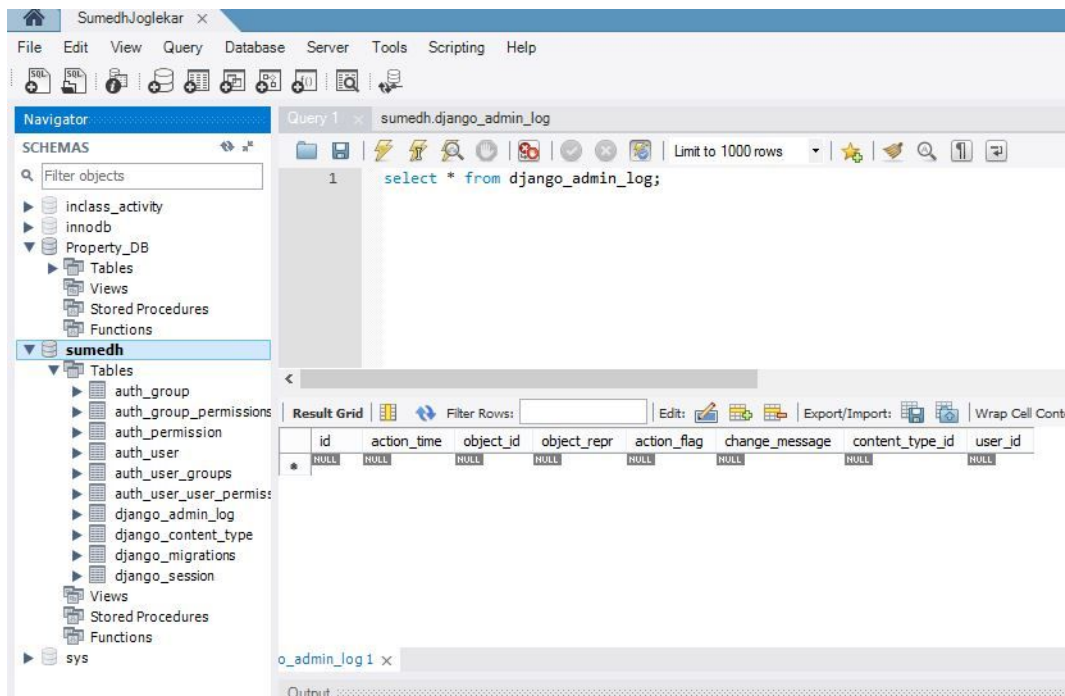 SumedhJoglekar
File Edit View Query Database Server Tools Scripting Help
Navigator
SCHEMAS
Filter objects
inclass_activity
innodb
Property_DB
Tables
Views
Stored Procedures
Functions
sumedh
Tables
auth_group
auth_group_permissions
auth_permission
auth_user
auth_user_groups
auth_user_user_permiss
django_admin_log
django_content_type
django_migrations
django_session
Views
Stored Procedures
Functions
sys
Query 1 sumedh.django_admin_log
Limit to 1000 rows
1 select * from django_admin_log;
Result Grid Filter Rows: Edit: Export/Import: Wrap Cell Conte
id action_time object_id object_repr action_flag change_message content_type_id user_id
NULL NULL NULL NULL NULL NULL NULL NULL
o_admin_log 1
Output